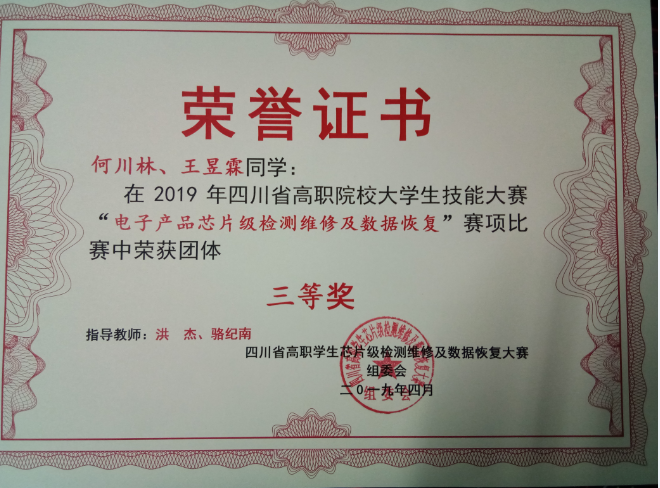 荣誉证书
何川林、王昱霖同学：
在 2019 年四川省高职院校大学生技能大赛
“电子产品芯片级检测维修及数据恢复”赛项比
赛中荣获团体
三等奖
指导教师：洪 杰、骆纪南
四川省高职学生芯片级检测维修及数据恢复大赛
组委会
二0一九年四月
组委会